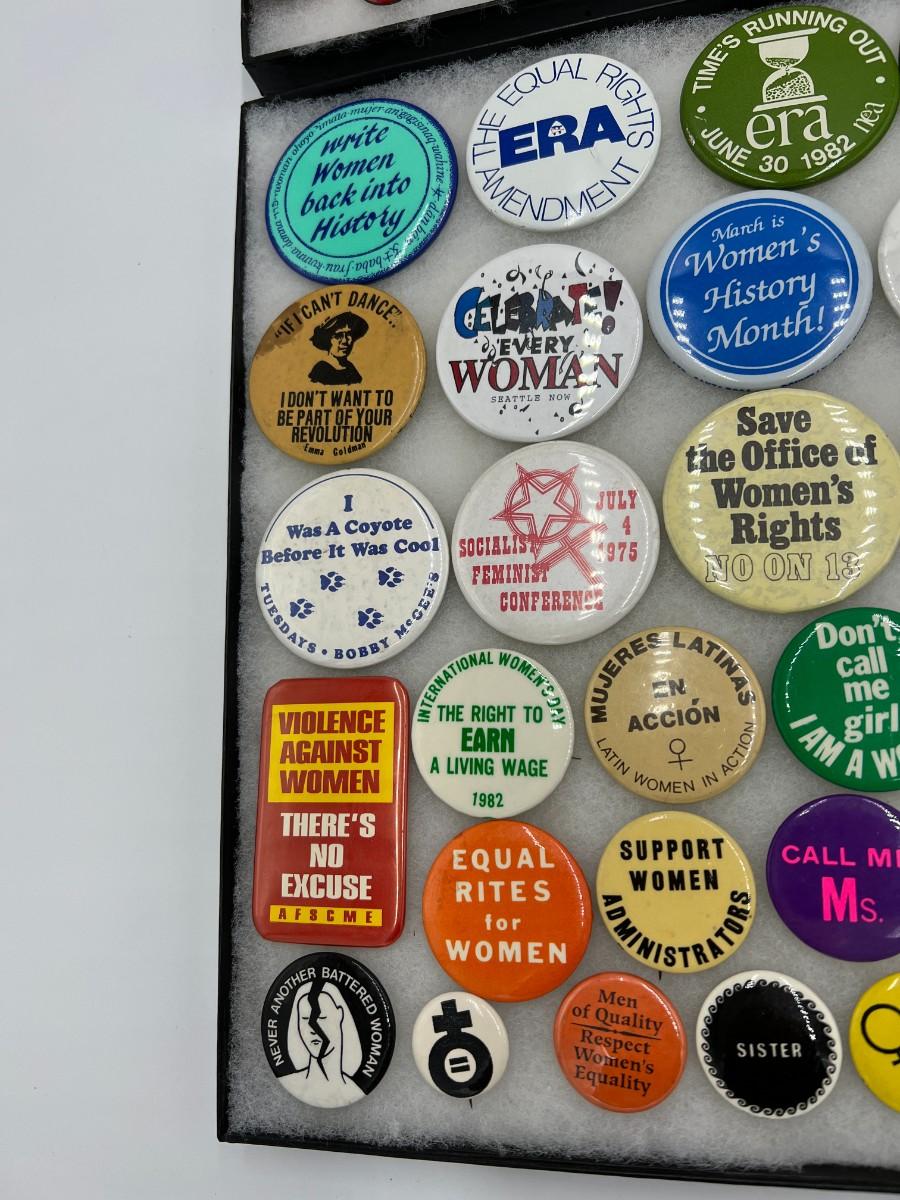 TIME'S RUNNING OUT
era
nea
JUNE 30 1982
THE EQUAL RIGHTS
ERA
AMENDMENT
write
Women
back into
History
March is
Women's
History
Month!
CELEBRATE!
EVERY
WOMAN
SEATTLE NOW
"IF I CAN'T DANCE..
I DON'T WANT TO
BE PART OF YOUR
REVOLUTION
Emma Goldman
Save
the Office of
Women's
Rights
NO ON 13
I
Was A Coyote
Before It Was Cool
TUESDAYS • BOBBY McGEE'S
JULY
4
1975
SOCIALIST
FEMINIST
CONFERENCE
Don't
call
me
girl
I AM A
MUJERES LATINAS
EN
ACCIÓN
LATIN WOMEN IN ACTION
INTERNATIONAL WOMEN'S DAY
THE RIGHT TO
EARN
A LIVING WAGE
1982
VIOLENCE
AGAINST
WOMEN
THERE'S
NO
EXCUSE
AFSCME
EQUAL
RITES
for
WOMEN
SUPPORT
WOMEN
ADMINISTRATORS
CALL
Ms.
NEVER ANOTHER BATTERED WOMAN
=
Men
of Quality
Respect
Women's
Equality
SISTER